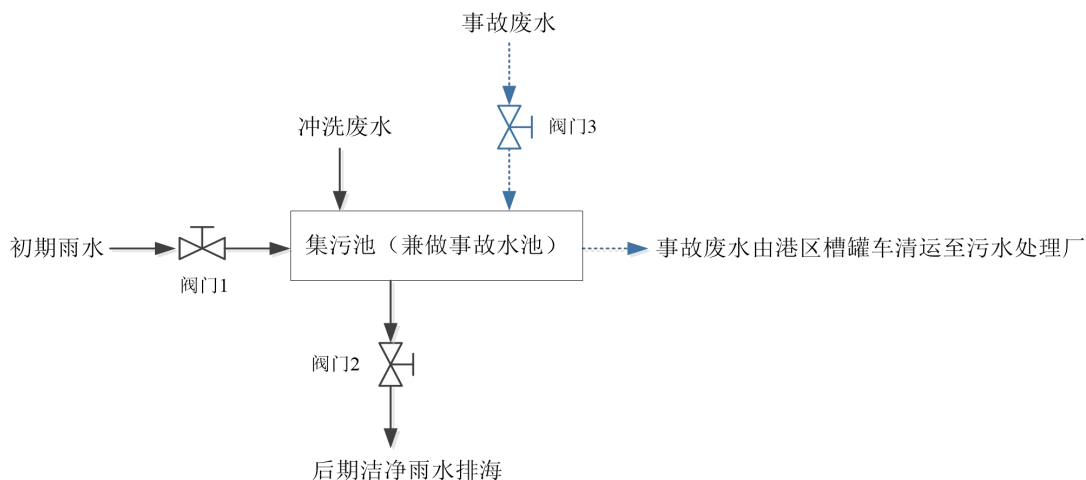 事故废水
阀门3
冲洗废水
初期雨水
阀门1
集污池（兼做事故水池）
事故废水由港区槽罐车清运至污水处理厂
阀门2
后期洁净雨水排海